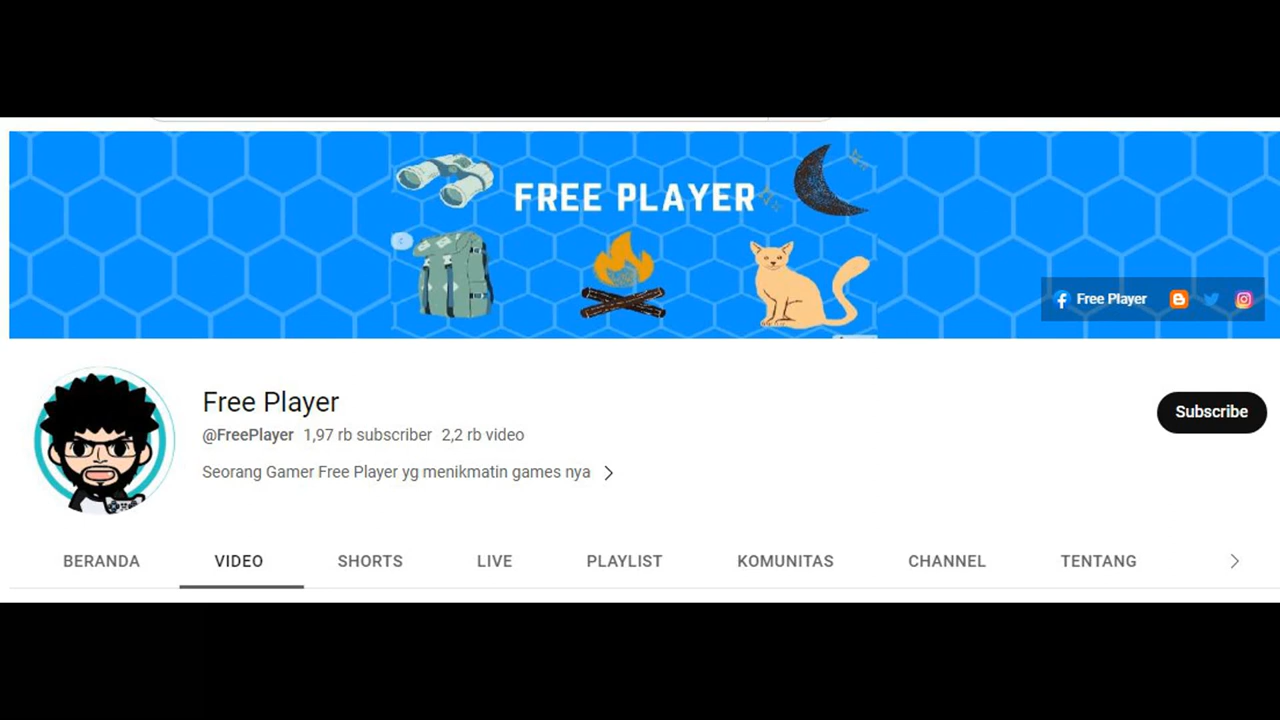 FREE PLAYER
Free Player
Free Player
@FreePlayer 1,97 rb subscriber 2,2 rb video
Subscribe
Seorang Gamer Free Player yg menikmatin games nya
BERANDA VIDEO SHORTS LIVE PLAYLIST KOMUNITAS CHANNEL TENTANG